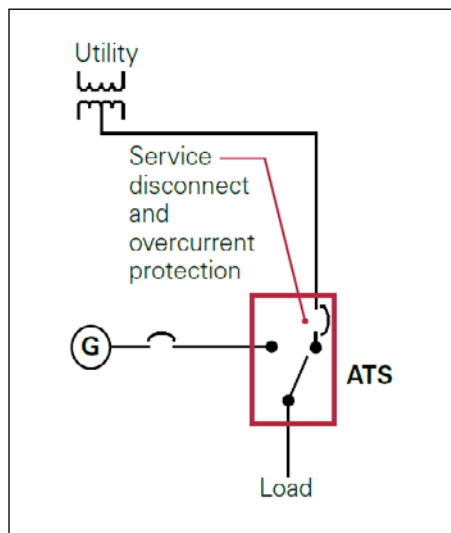 Utility
Service
disconnect
and
overcurrent
protection
G
ATS
Load